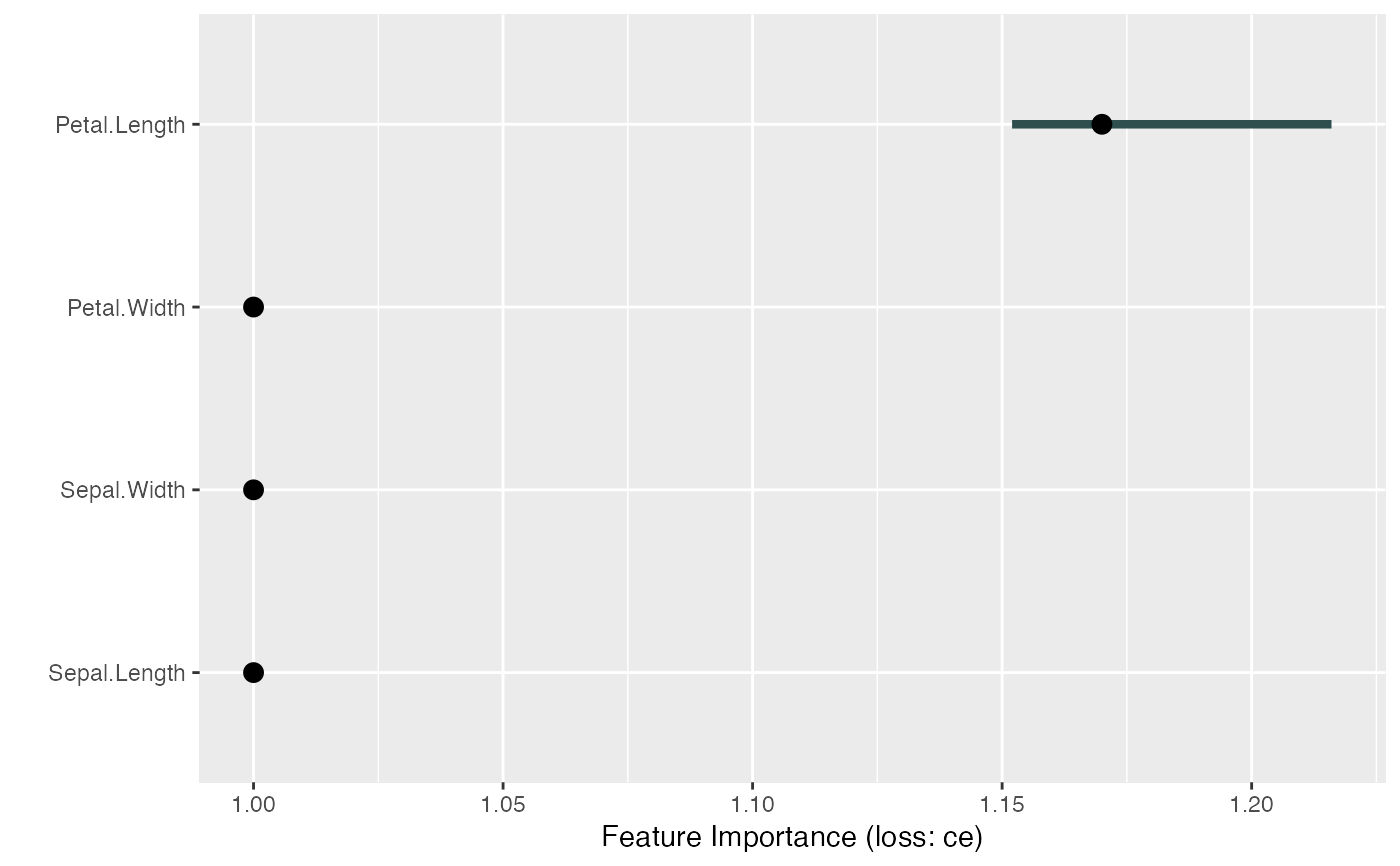 Petal.Length
Petal.Width
Sepal.Width
Sepal.Length
1.00 1.05 1.10 1.15 1.20
Feature Importance (loss: ce)